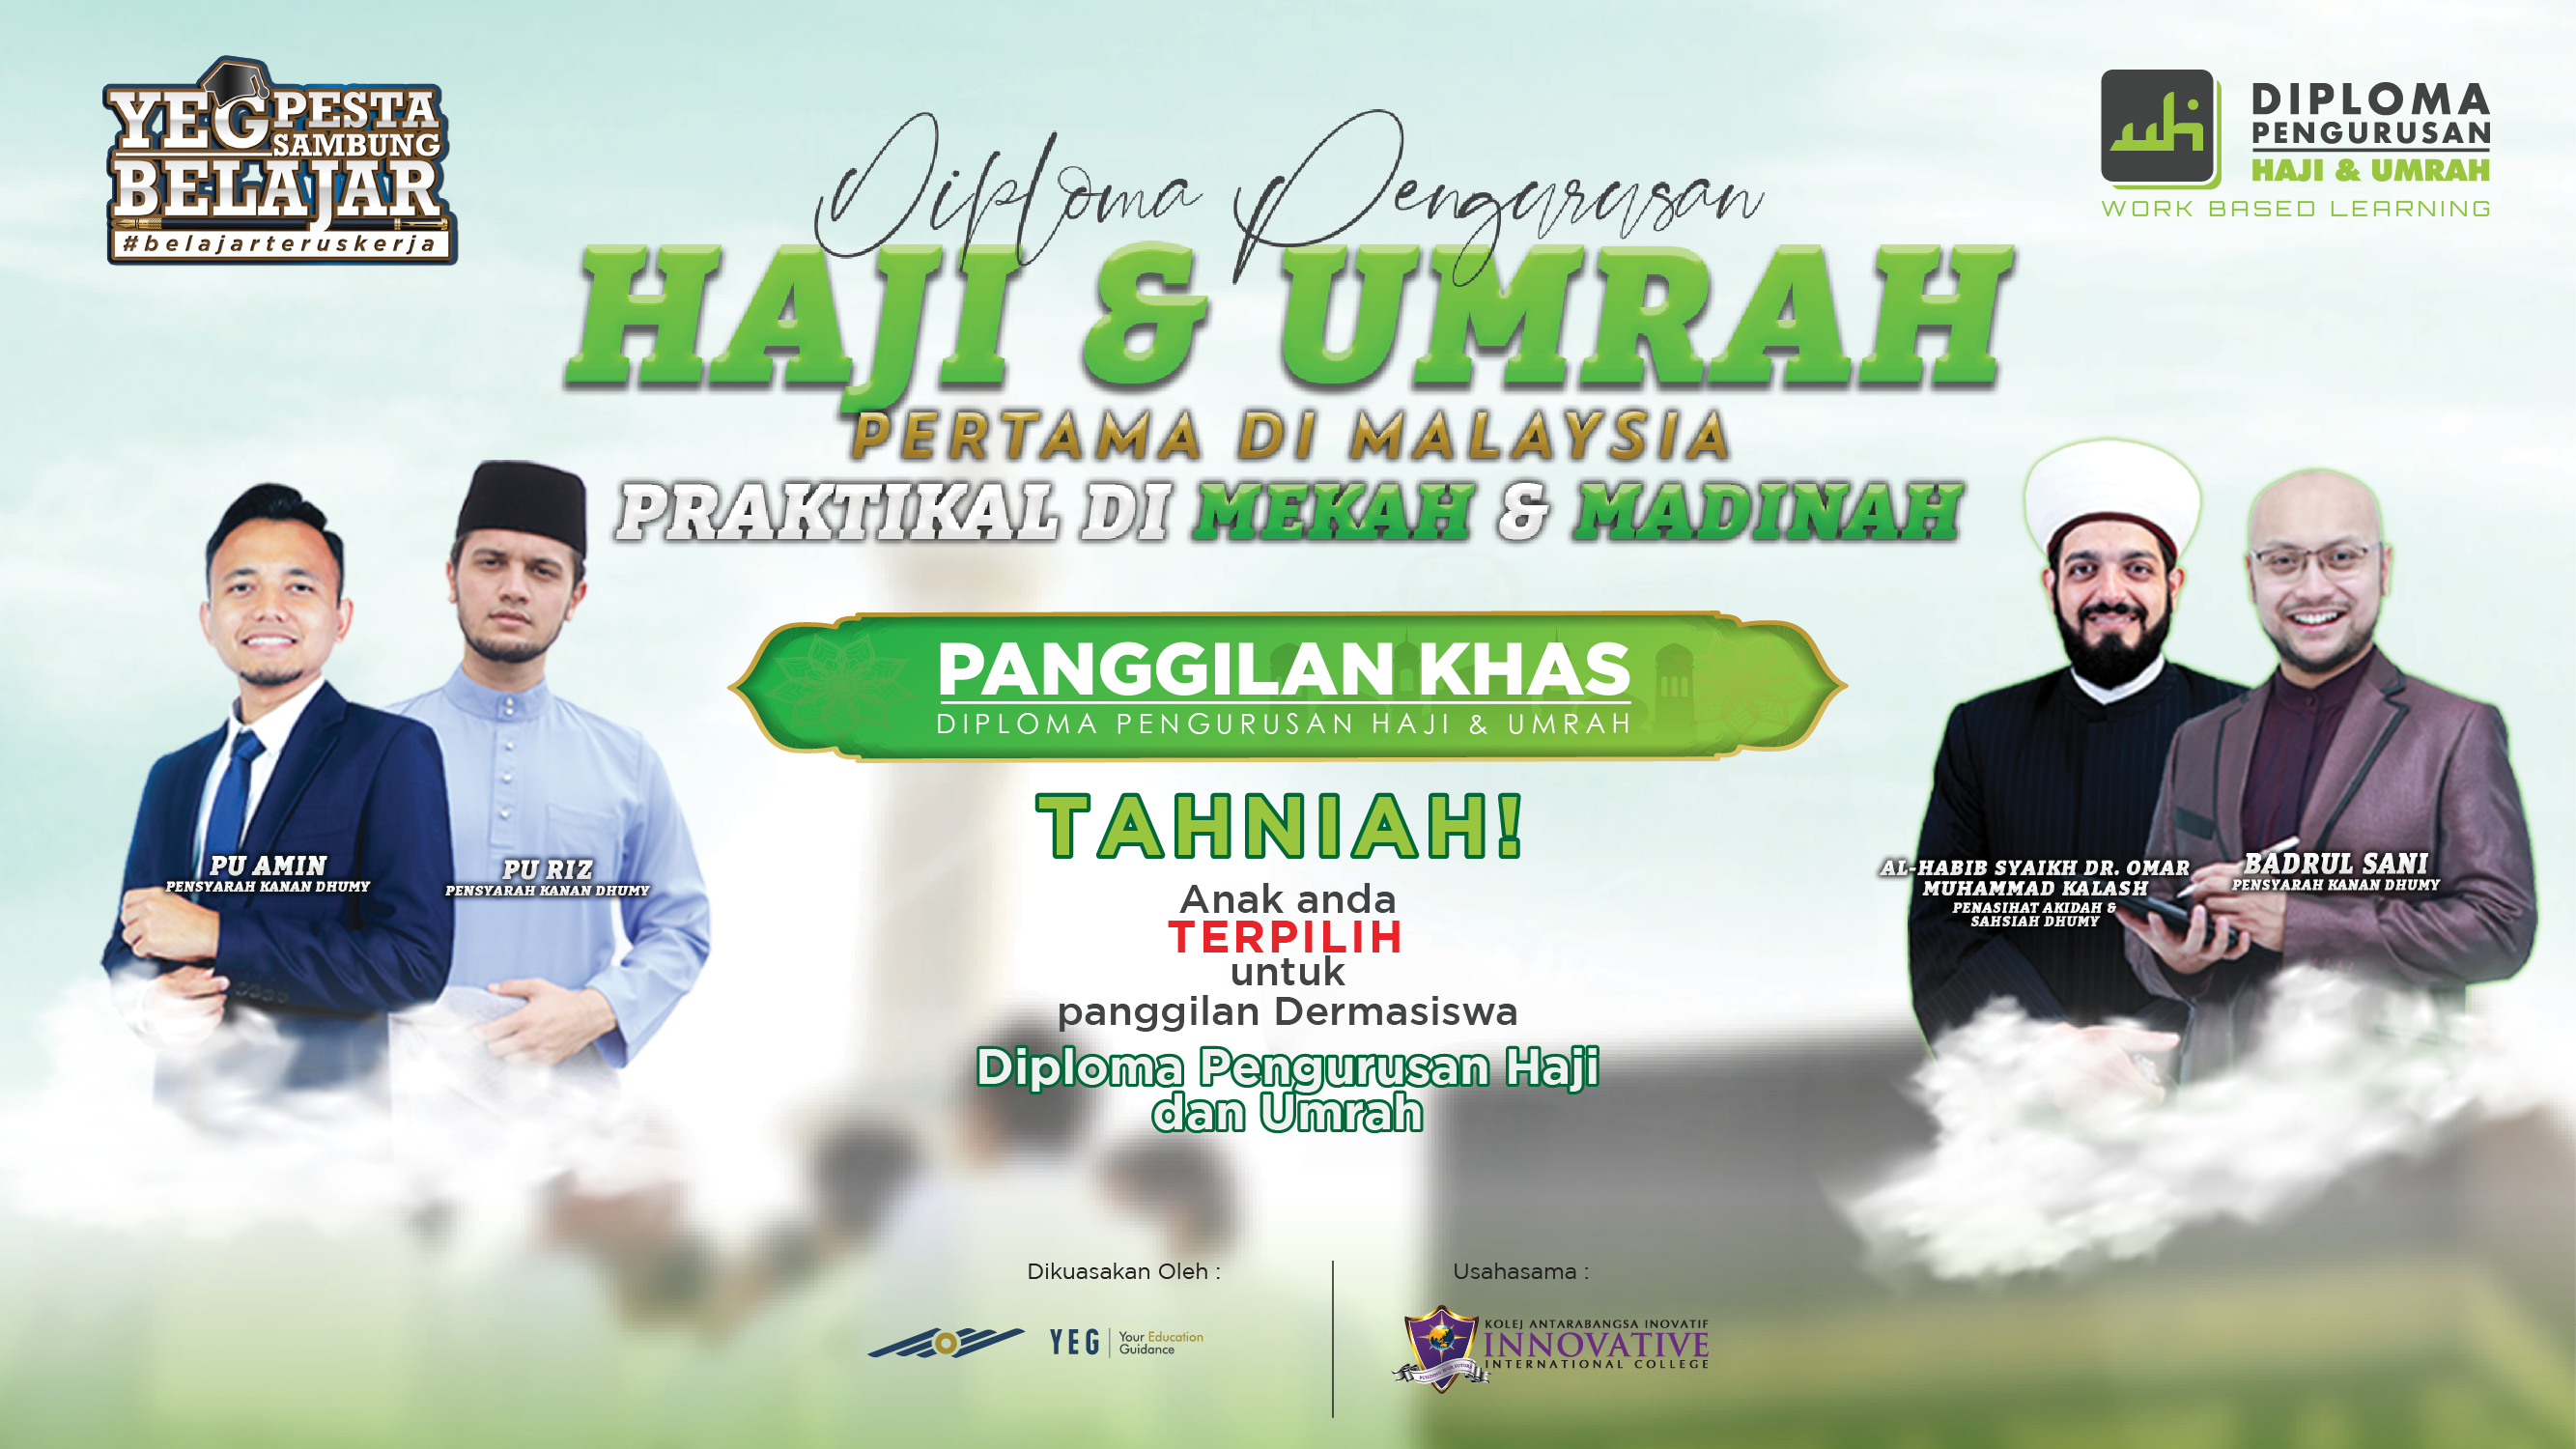 YEG PESTA
SAMBUNG
BELAJAR
#belajarteruskerja
DIPLOMA
PENGURUSAN
HAJI & UMRAH
WORK BASED LEARNING
Diploma Pengurusan
HAJI & UMRAH
PERTAMA DI MALAYSIA
PRAKTIKAL DI MEKAH & MADINAH
PANGGILAN KHAS
DIPLOMA PENGURUSAN HAJI & UMRAH
TAHNIAH!
Anak anda
TERPILIH
untuk
panggilan Dermasiswa
Diploma Pengurusan Haji
dan Umrah
PU AMIN
PENSYARAH KANAN DHUMY
PU RIZ
PENSYARAH KANAN DHUMY
AL-HABIB SYAIKH DR. OMAR
MUHAMMAD KALASH
PENASIHAT AKIDAH &
SAHSIAH DHUMY
BADRUL SANI
PENSYARAH KANAN DHUMY
Dikuasakan Oleh :
YEG Your Education
Guidance
Usahasama :
KOLEJ ANTARABANGSA INOVATIF
INNOVATIVE
INTERNATIONAL COLLEGE